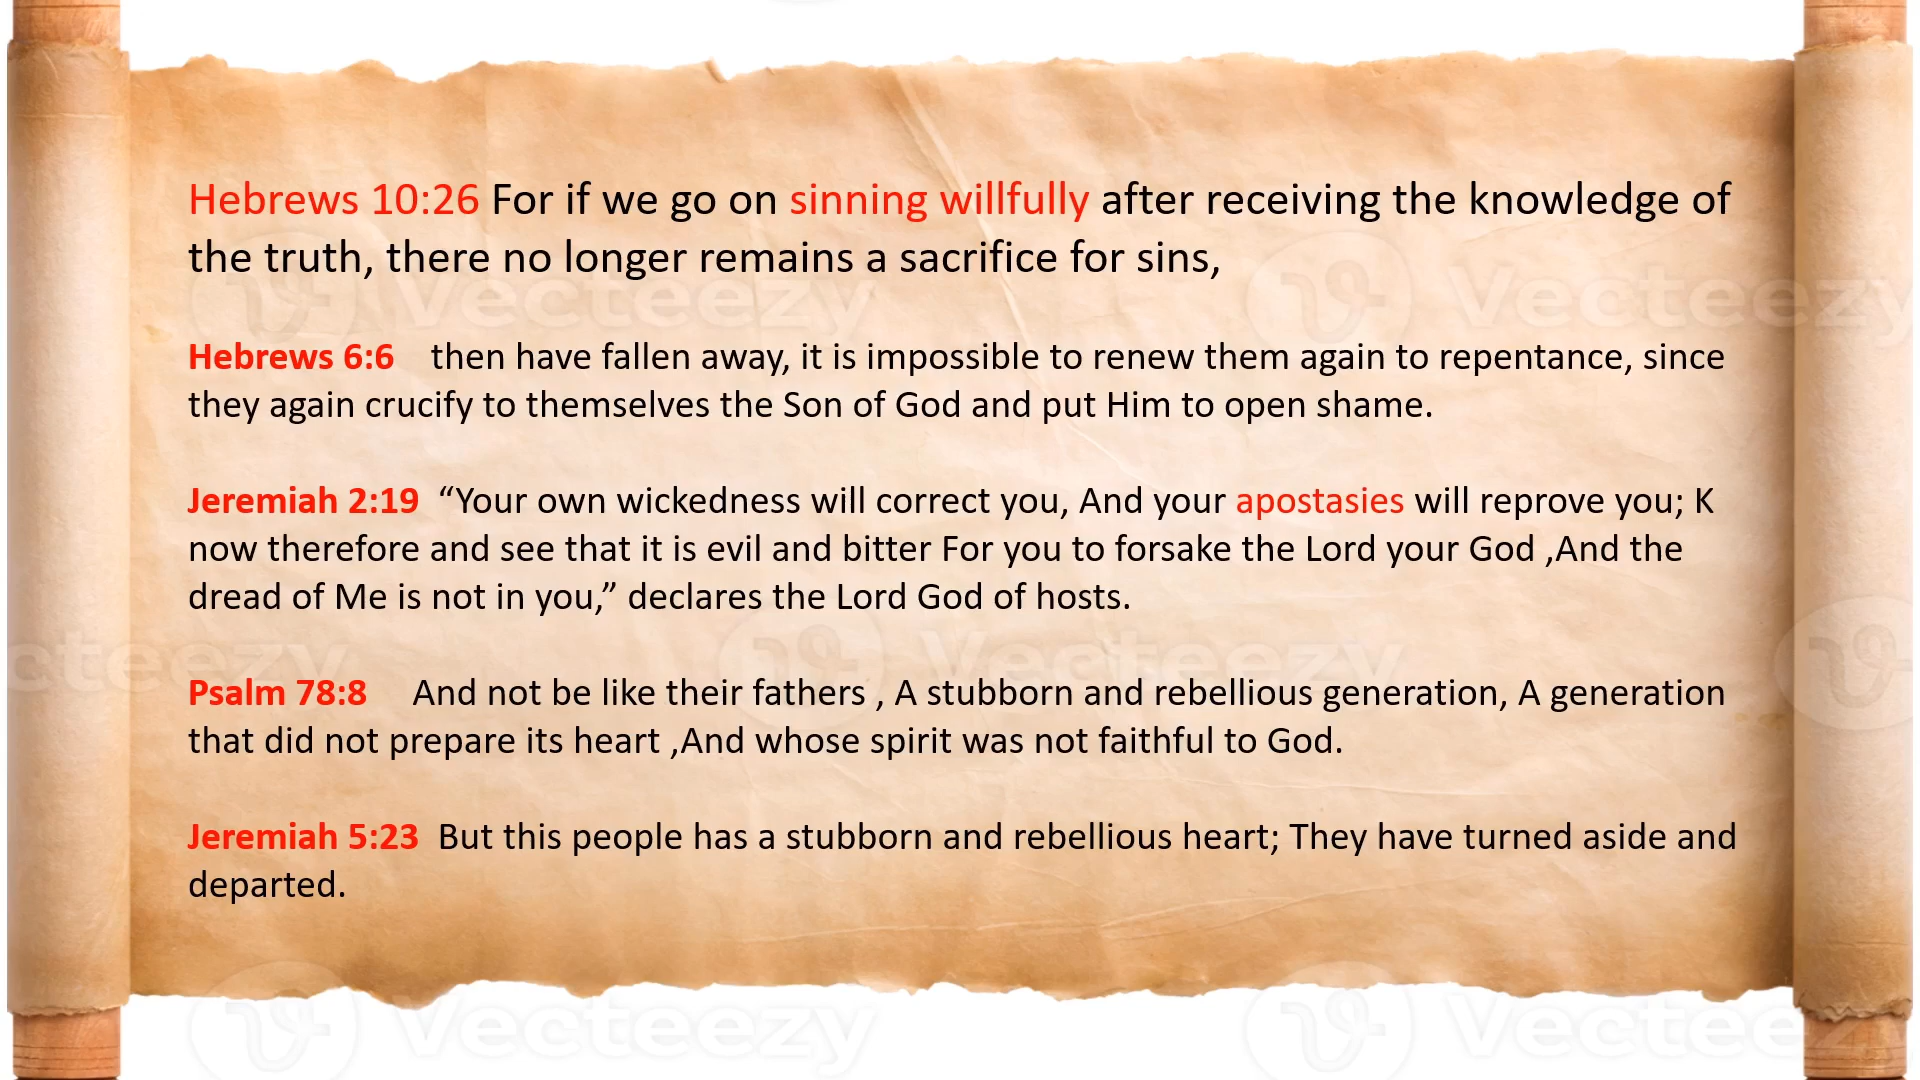 Hebrews 10:26 For if we go on sinning willfully after receiving the knowledge of
the truth, there no longer remains a sacrifice for sins,
Hebrews 6:6 then have fallen away, it is impossible to renew them again to repentance, since
they again crucify to themselves the Son of God and put Him to open shame.
Jeremiah 2:19 “Your own wickedness will correct you, And your apostasies will reprove you; K
now therefore and see that it is evil and bitter For you to forsake the Lord your God ,And the
dread of Me is not in you,” declares the Lord God of hosts.
Psalm 78:8 And not be like their fathers , A stubborn and rebellious generation, A generation
that did not prepare its heart ,And whose spirit was not faithful to God.
Jeremiah 5:23 But this people has a stubborn and rebellious heart; They have turned aside and
departed.
Vecteezy
Vecteezy
cteezy
Vecteezy
Vecteezy
Vecteezy